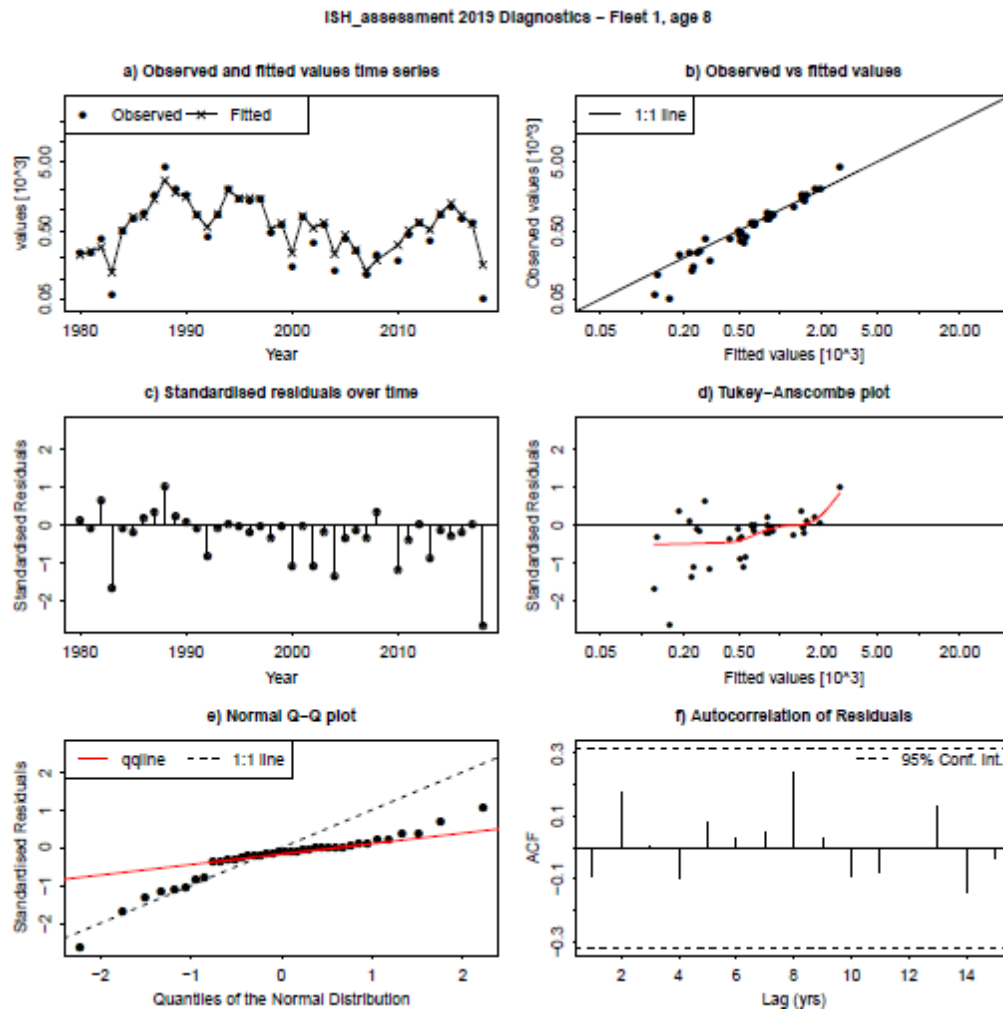 ISH_assessment 2019 Diagnostics – Fleet 1, age 8
a) Observed and fitted values time series
Observed Fitted
values [10^3]
0.05 0.50 5.00
1980 1990 2000 2010
Year
b) Observed vs fitted values
1:1 line
Observed values [10^3]
0.05 0.50 5.00
0.05 0.20 0.50 2.00 5.00 20.00
Fitted values [10^3]
c) Standardised residuals over time
Standardised Residuals
-2 -1 0 1 2
1980 1990 2000 2010
Year
d) Tukey–Anscombe plot
Standardised Residuals
-2 -1 0 1 2
0.05 0.20 0.50 2.00 5.00 20.00
Fitted values [10^3]
e) Normal Q–Q plot
qqline 1:1 line
Standardised Residuals
-2 -1 0 1 2
-2 -1 0 1 2
Quantiles of the Normal Distribution
f) Autocorrelation of Residuals
95% Conf. Int.
ACF
-0.3 -0.1 0.1 0.3
2 4 6 8 10 12 14
Lag (yrs)